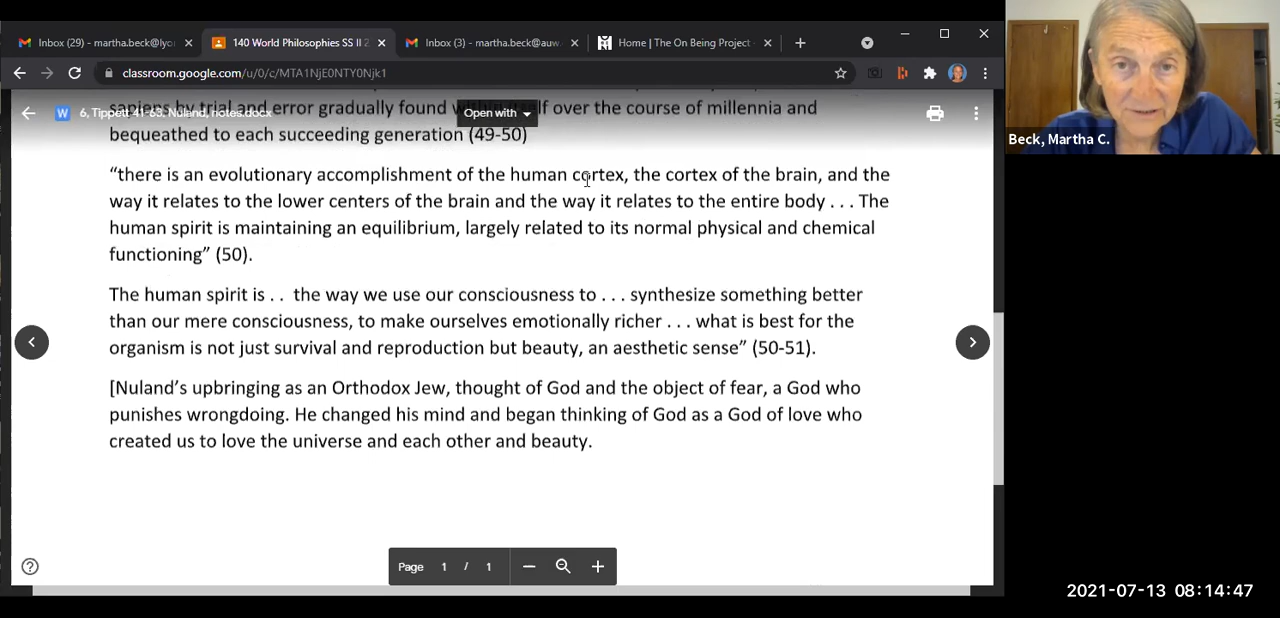 Inbox (29) - martha.beck@lyo
140 World Philosophies SS II 2
Inbox (3) - martha.beck@auw.
Home | The On Being Project
classroom.google.com/u/0/c/MTA1NjE0NTY0Njk1
sapiens by trial and error gradually found within itself over the course of millennia and
6, Tippett 41-63, Nuland, notes.docx
Open with
bequeathed to each succeeding generation (49-50)
“there is an evolutionary accomplishment of the human cortex, the cortex of the brain, and the
way it relates to the lower centers of the brain and the way it relates to the entire body . . . The
human spirit is maintaining an equilibrium, largely related to its normal physical and chemical
functioning” (50).
The human spirit is . . the way we use our consciousness to . . . synthesize something better
than our mere consciousness, to make ourselves emotionally richer . . . what is best for the
organism is not just survival and reproduction but beauty, an aesthetic sense” (50-51).
[Nuland’s upbringing as an Orthodox Jew, thought of God and the object of fear, a God who
punishes wrongdoing. He changed his mind and began thinking of God as a God of love who
created us to love the universe and each other and beauty.
Page 1 / 1
Beck, Martha C.
2021-07-13 08:14:47